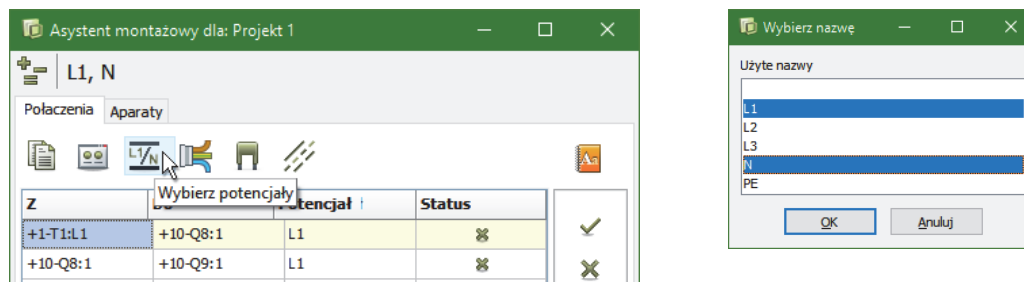 Asystent montażowy dla: Projekt 1
L1, N
Połaczenia Aparaty
L1/N
Wybierz potencjały
Z Potencjał Status
+1-T1:L1 +10-Q8:1 L1
+10-Q8:1 +10-Q9:1 L1
Wybierz nazwę
Użyte nazwy
L1
L2
L3
N
PE
OK Anuluj